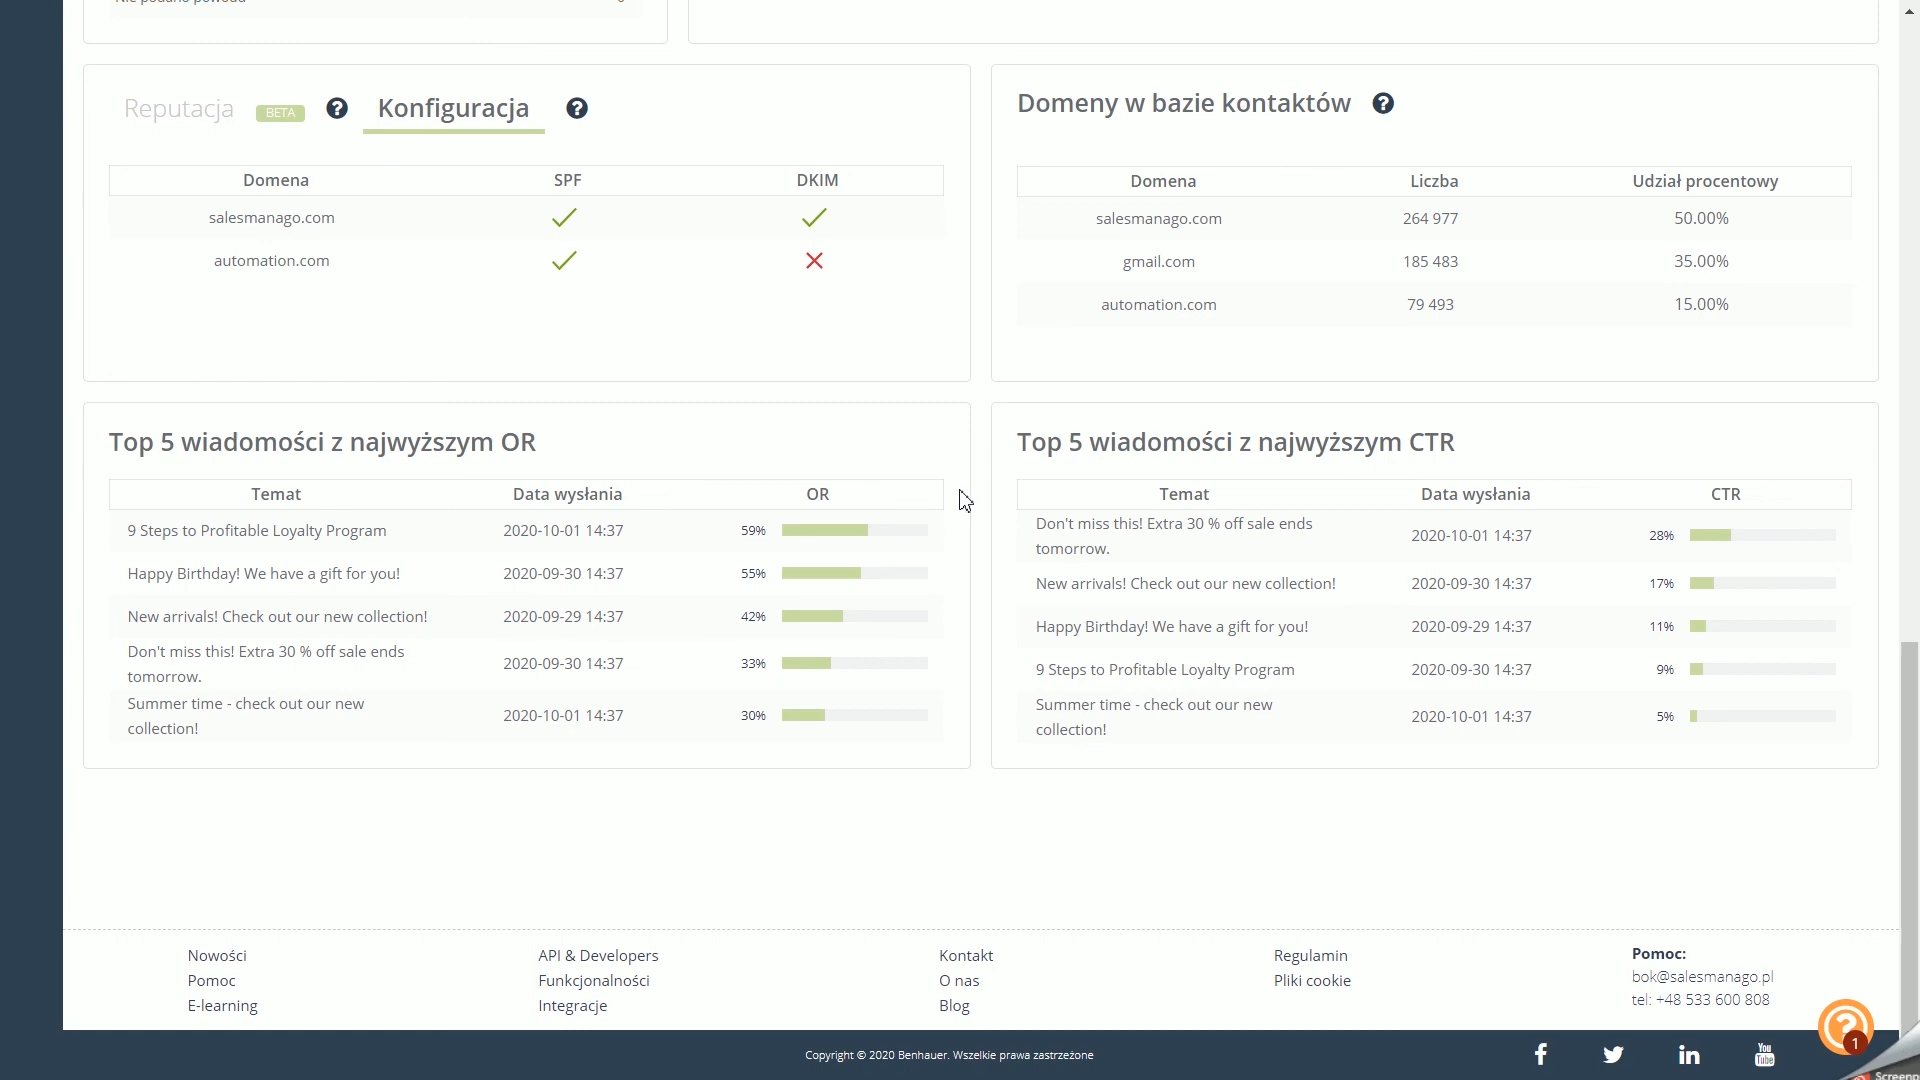 Nie podano powodu
Reputacja BETA ? Konfiguracja ?
Domena SPF DKIM
salesmanago.com
automation.com
Domeny w bazie kontaktów ?
Domena Liczba Udział procentowy
salesmanago.com 264 977 50.00%
gmail.com 185 483 35.00%
automation.com 79 493 15.00%
Top 5 wiadomości z najwyższym OR
Temat Data wysłania OR
9 Steps to Profitable Loyalty Program 2020-10-01 14:37 59%
Happy Birthday! We have a gift for you! 2020-09-30 14:37 55%
New arrivals! Check out our new collection! 2020-09-29 14:37 42%
Don't miss this! Extra 30 % off sale ends
tomorrow. 2020-09-30 14:37 33%
Summer time - check out our new
collection! 2020-10-01 14:37 30%
Top 5 wiadomości z najwyższym CTR
Temat Data wysłania CTR
Don't miss this! Extra 30 % off sale ends
tomorrow. 2020-10-01 14:37 28%
New arrivals! Check out our new collection! 2020-09-30 14:37 17%
Happy Birthday! We have a gift for you! 2020-09-29 14:37 11%
9 Steps to Profitable Loyalty Program 2020-09-30 14:37 9%
Summer time - check out our new
collection! 2020-10-01 14:37 5%
Nowości
Pomoc
E-learning
API & Developers
Funkcjonalności
Integracje
Kontakt
O nas
Blog
Regulamin
Pliki cookie
Pomoc:
bok@salesmanago.pl
tel: +48 533 600 808
Copyright © 2020 Benhauer. Wszelkie prawa zastrzeżone
f in You Tube
? 1